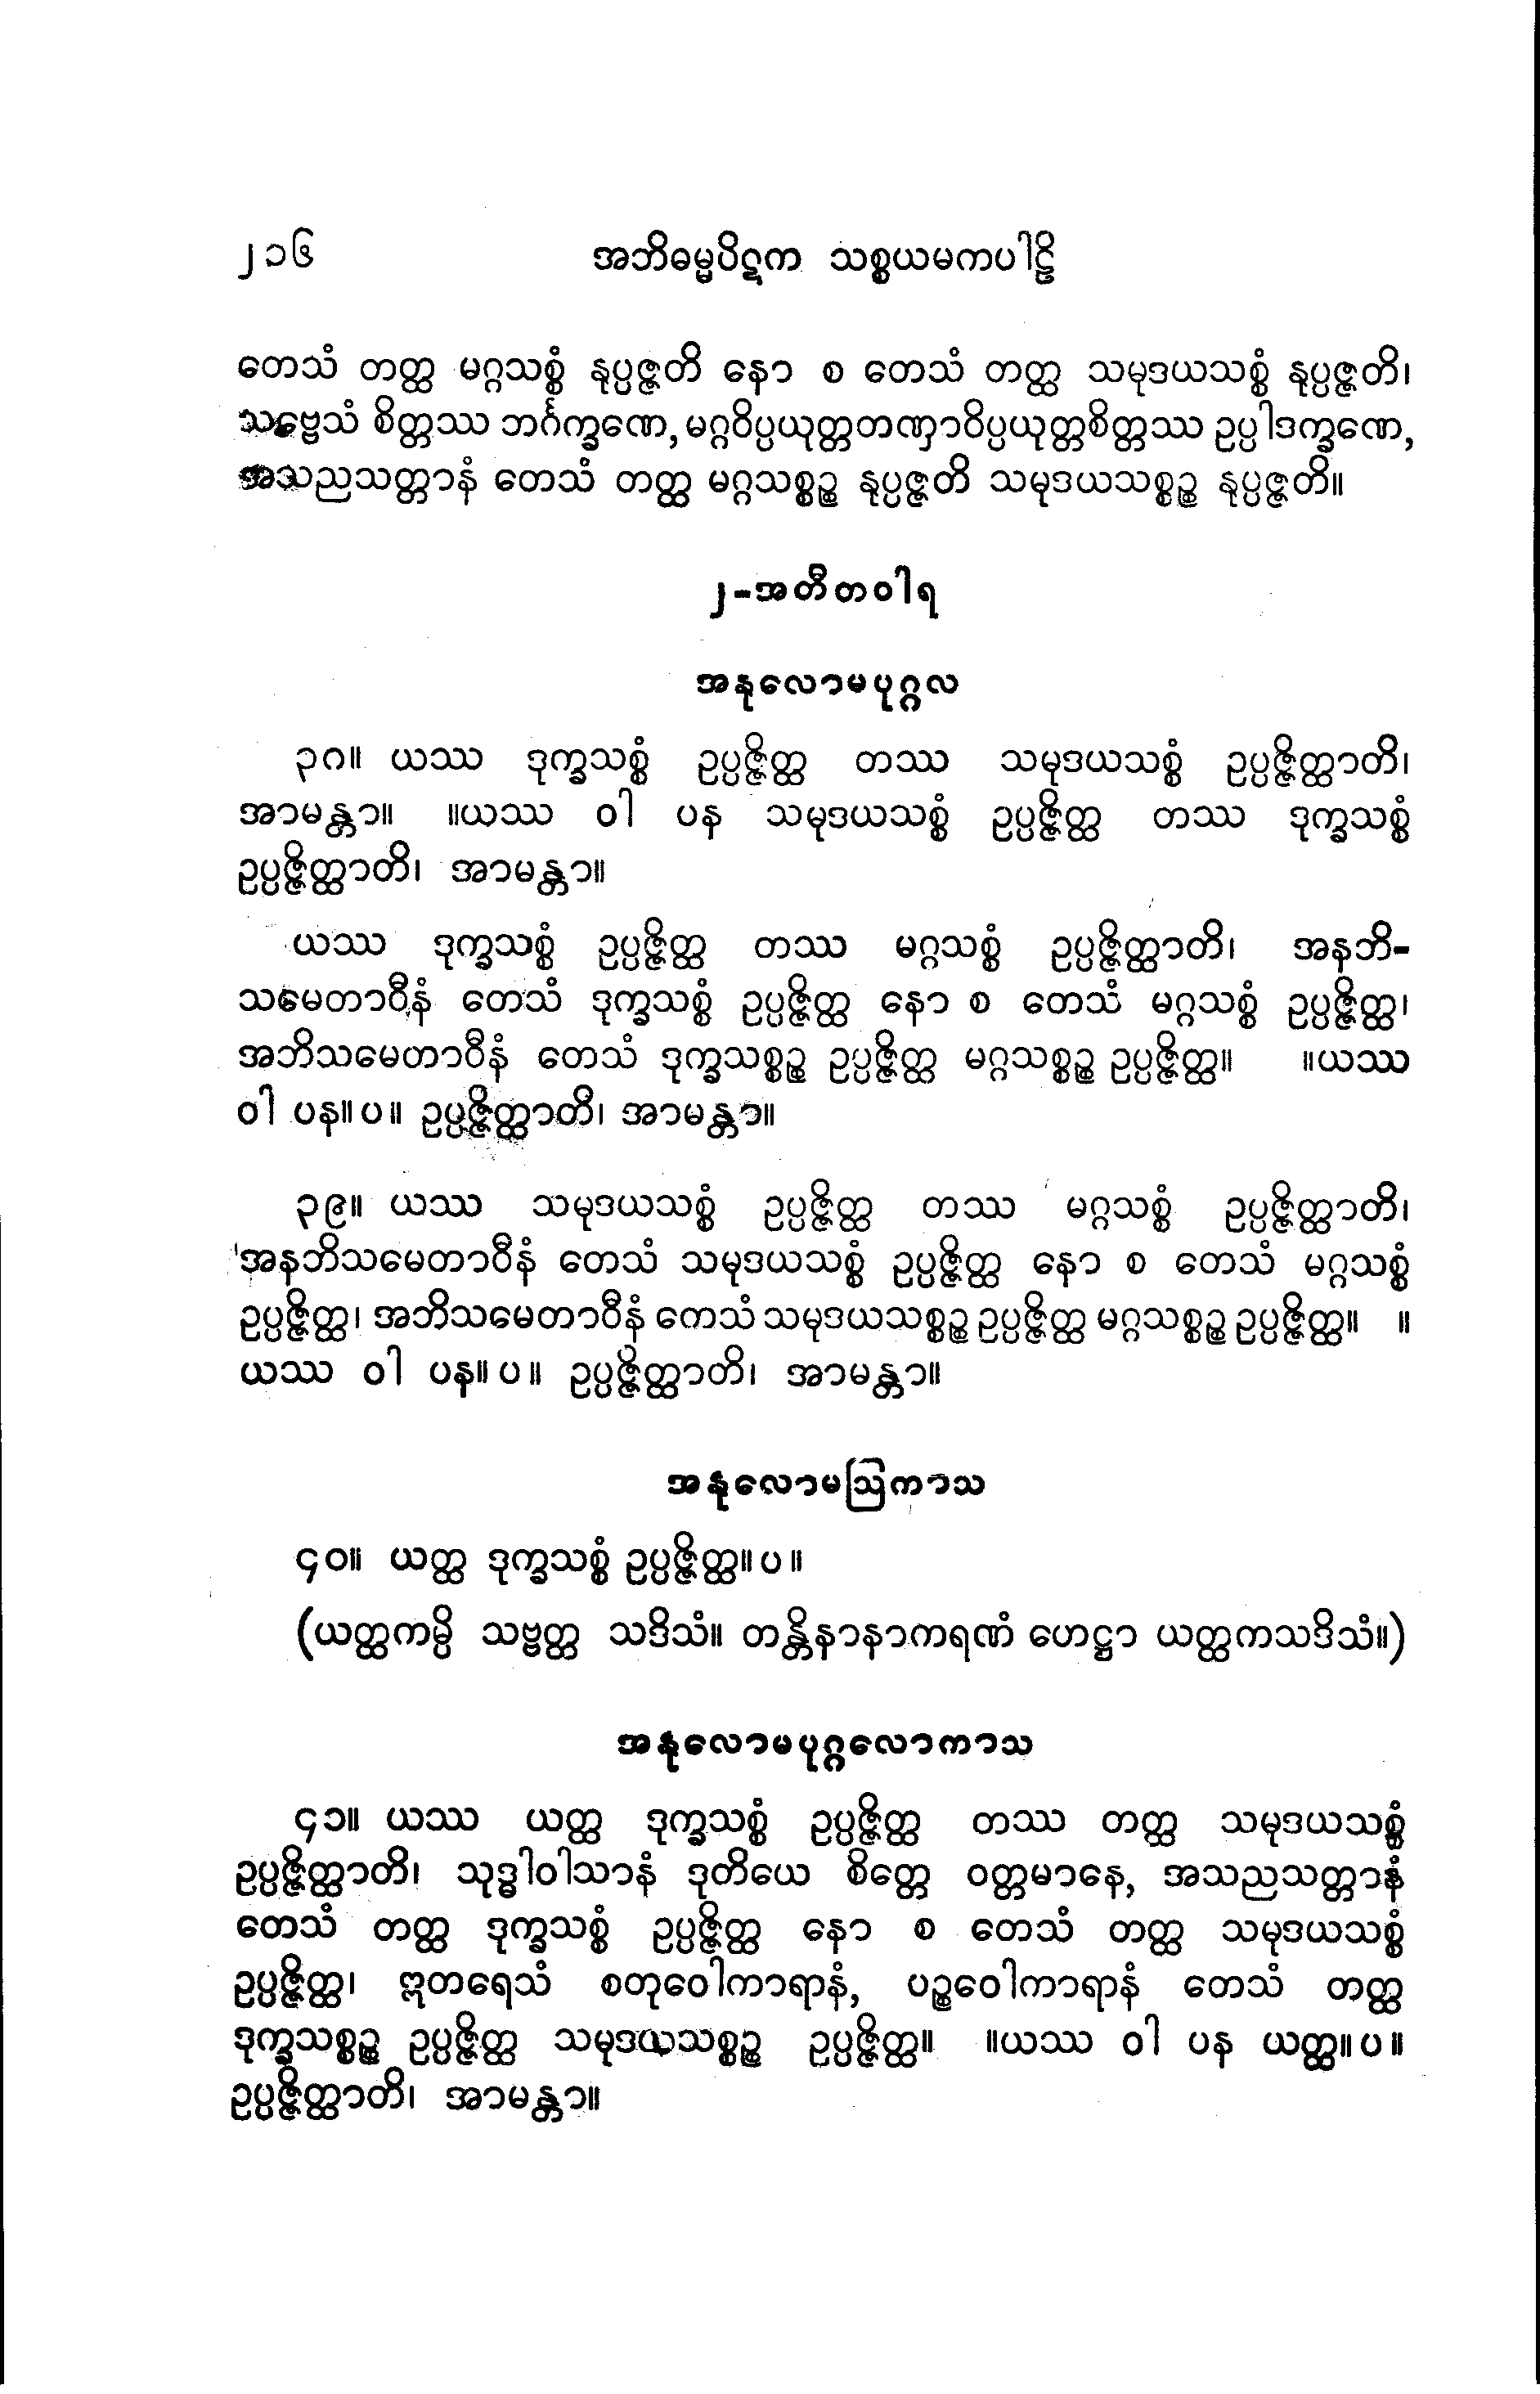 ၂၁၆ အဘိဓမ္မပိဋက သစ္စယမကပါဠိ
တေသံ တတ္ထ မဂ္ဂသစ္စံ နုပ္ပဇ္ဇတိ နော စ တေသံ တတ္ထ သမုဒယသစ္စံ နုပ္ပဇ္ဇတိ၊
သဗ္ဗေသံ စိတ္တဿ ဘင်္ဂက္ခဏေ, မဂ္ဂဝိပ္ပယုတ္တတဏှာဝိပ္ပယုတ္တစိတ္တဿ ဥပ္ပါဒက္ခဏေ,
အသညသတ္တာနံ တေသံ တတ္ထ မဂ္ဂသစ္စဉ္စ နုပ္ပဇ္ဇတိ သမုဒယသစ္စဉ္စ နုပ္ပဇ္ဇတိ။
၂-အတီတဝါရ
အနုလောမပုဂ္ဂလ
၃ဂ။ ယဿ ဒုက္ခသစ္စံ ဥပ္ပဇ္ဇိတ္ထ တဿ သမုဒယသစ္စံ ဥပ္ပဇ္ဇိတ္ထာတိ၊
အာမန္တာ။ ။ယဿ ဝါ ပန သမုဒယသစ္စံ ဥပ္ပဇ္ဇိတ္ထ တဿ ဒုက္ခသစ္စံ
ဥပ္ပဇ္ဇိတ္ထာတိ၊ အာမန္တာ။
ယဿ ဒုက္ခသစ္စံ ဥပ္ပဇ္ဇိတ္ထ တဿ မဂ္ဂသစ္စံ ဥပ္ပဇ္ဇိတ္ထာတိ၊ အနဘိ-
သမေတာဝီနံ တေသံ ဒုက္ခသစ္စံ ဥပ္ပဇ္ဇိတ္ထ နော စ တေသံ မဂ္ဂသစ္စံ ဥပ္ပဇ္ဇိတ္ထ၊
အဘိသမေတာဝီနံ တေသံ ဒုက္ခသစ္စဉ္စ ဥပ္ပဇ္ဇိတ္ထ မဂ္ဂသစ္စဉ္စ ဥပ္ပဇ္ဇိတ္ထ။ ။ယဿ
ဝါ ပန။ပ။ ဥပ္ပဇ္ဇိတ္ထာတိ၊ အာမန္တာ။
၃၉။ ယဿ သမုဒယသစ္စံ ဥပ္ပဇ္ဇိတ္ထ တဿ မဂ္ဂသစ္စံ ဥပ္ပဇ္ဇိတ္ထာတိ၊
အနဘိသမေတာဝီနံ တေသံ သမုဒယသစ္စံ ဥပ္ပဇ္ဇိတ္ထ နော စ တေသံ မဂ္ဂသစ္စံ
ဥပ္ပဇ္ဇိတ္ထ၊ အဘိသမေတာဝီနံ ကေသံ သမုဒယသစ္စဉ္စ ဥပ္ပဇ္ဇိတ္ထ မဂ္ဂသစ္စဉ္စ ဥပ္ပဇ္ဇိတ္ထ။ ။
ယဿ ဝါ ပန။ပ။ ဥပ္ပဇ္ဇိတ္ထာတိ၊ အာမန္တာ။
အနုလောမဩကာသ
၄၀။ ယတ္ထ ဒုက္ခသစ္စံ ဥပ္ပဇ္ဇိတ္ထ။ပ။
(ယတ္ထကမ္ပိ သဗ္ဗတ္ထ သဒိသံ။ တန္တိနာနာကရဏံ ဟေဋ္ဌာ ယတ္ထကသဒိသံ။)
အနုလောမပုဂ္ဂလောကာသ
၄၁။ ယဿ ယတ္ထ ဒုက္ခသစ္စံ ဥပ္ပဇ္ဇိတ္ထ တဿ တတ္ထ သမုဒယသစ္စံ
ဥပ္ပဇ္ဇိတ္ထာတိ၊ သုဒ္ဓါဝါသာနံ ဒုတိယေ စိတ္တေ ဝတ္တမာနေ, အသညသတ္တာနံ
တေသံ တတ္ထ ဒုက္ခသစ္စံ ဥပ္ပဇ္ဇိတ္ထ နော စ တေသံ တတ္ထ သမုဒယသစ္စံ
ဥပ္ပဇ္ဇိတ္ထ၊ ဣတရေသံ စတုဝေါကာရာနံ, ပဉ္စဝေါကာရာနံ တေသံ တတ္ထ
ဒုက္ခသစ္စဉ္စ ဥပ္ပဇ္ဇိတ္ထ သမုဒယသစ္စဉ္စ ဥပ္ပဇ္ဇိတ္ထ။ ။ယဿ ဝါ ပန ယတ္ထ။ပ။
ဥပ္ပဇ္ဇိတ္ထာတိ၊ အာမန္တာ။